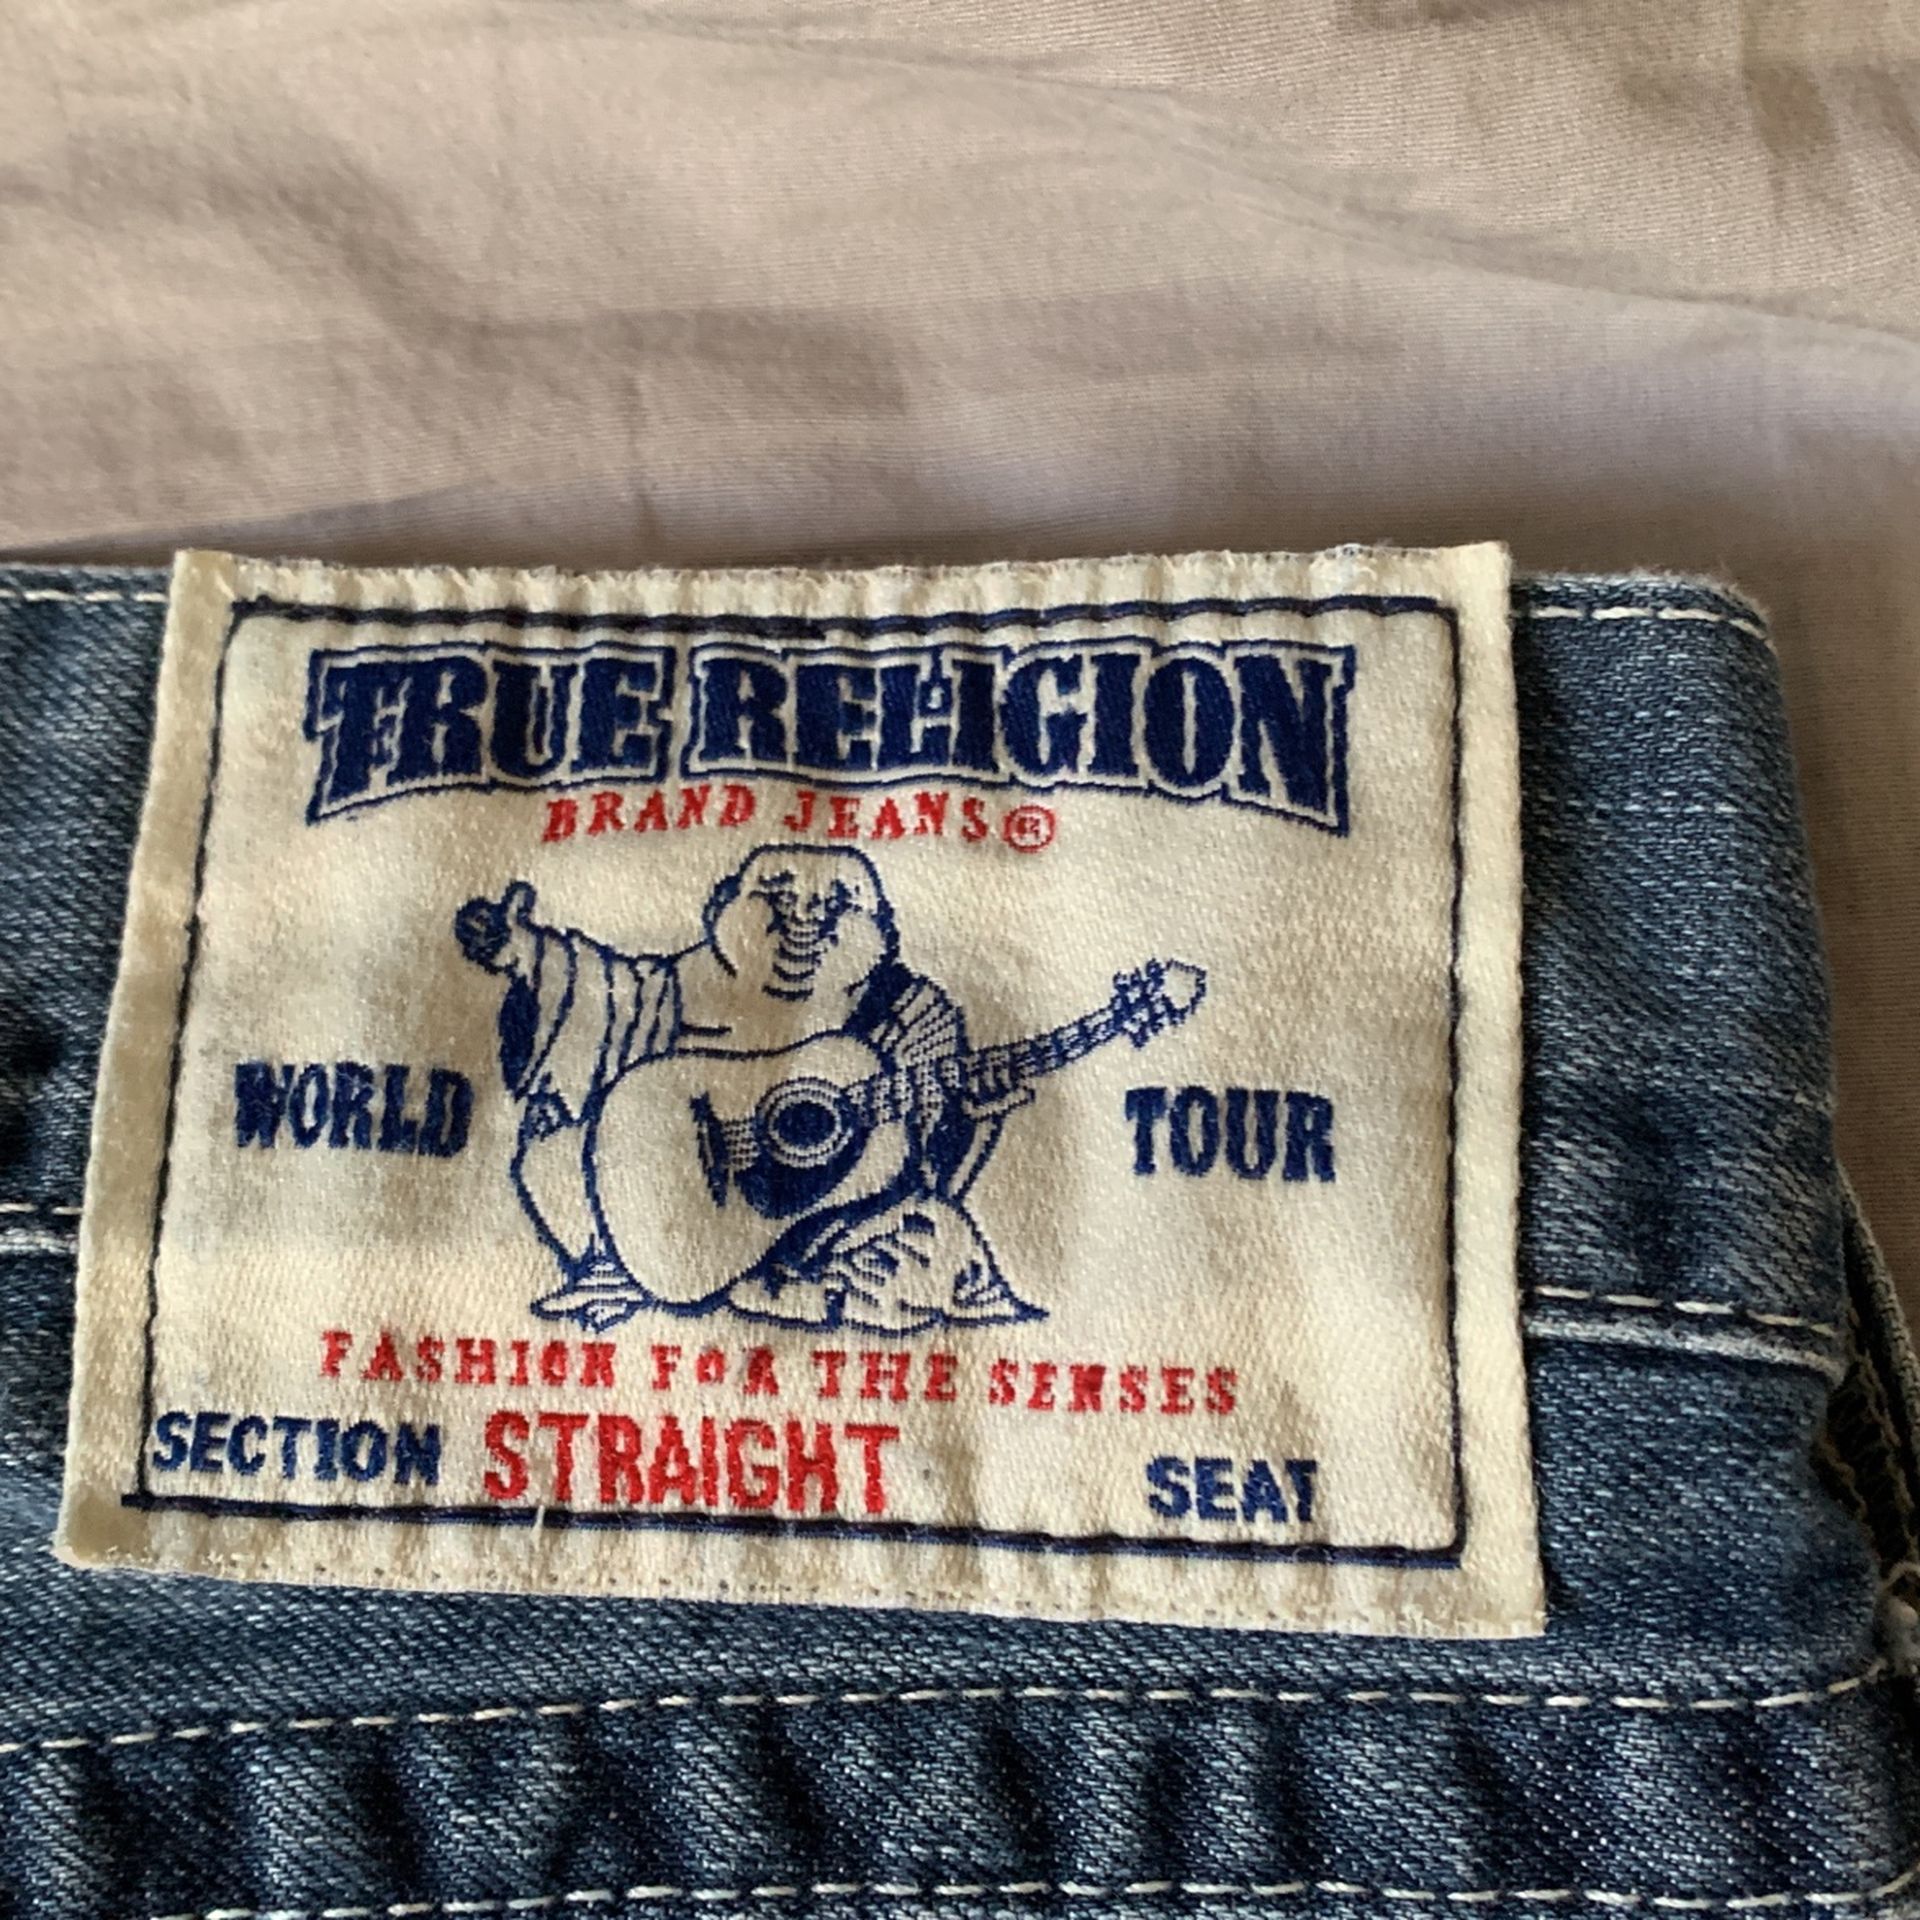 TRUE RELIGION
BRAND JEANS®
WORLD TOUR
FASHION FOR THE SENSES
SECTION STRAIGHT SEAT